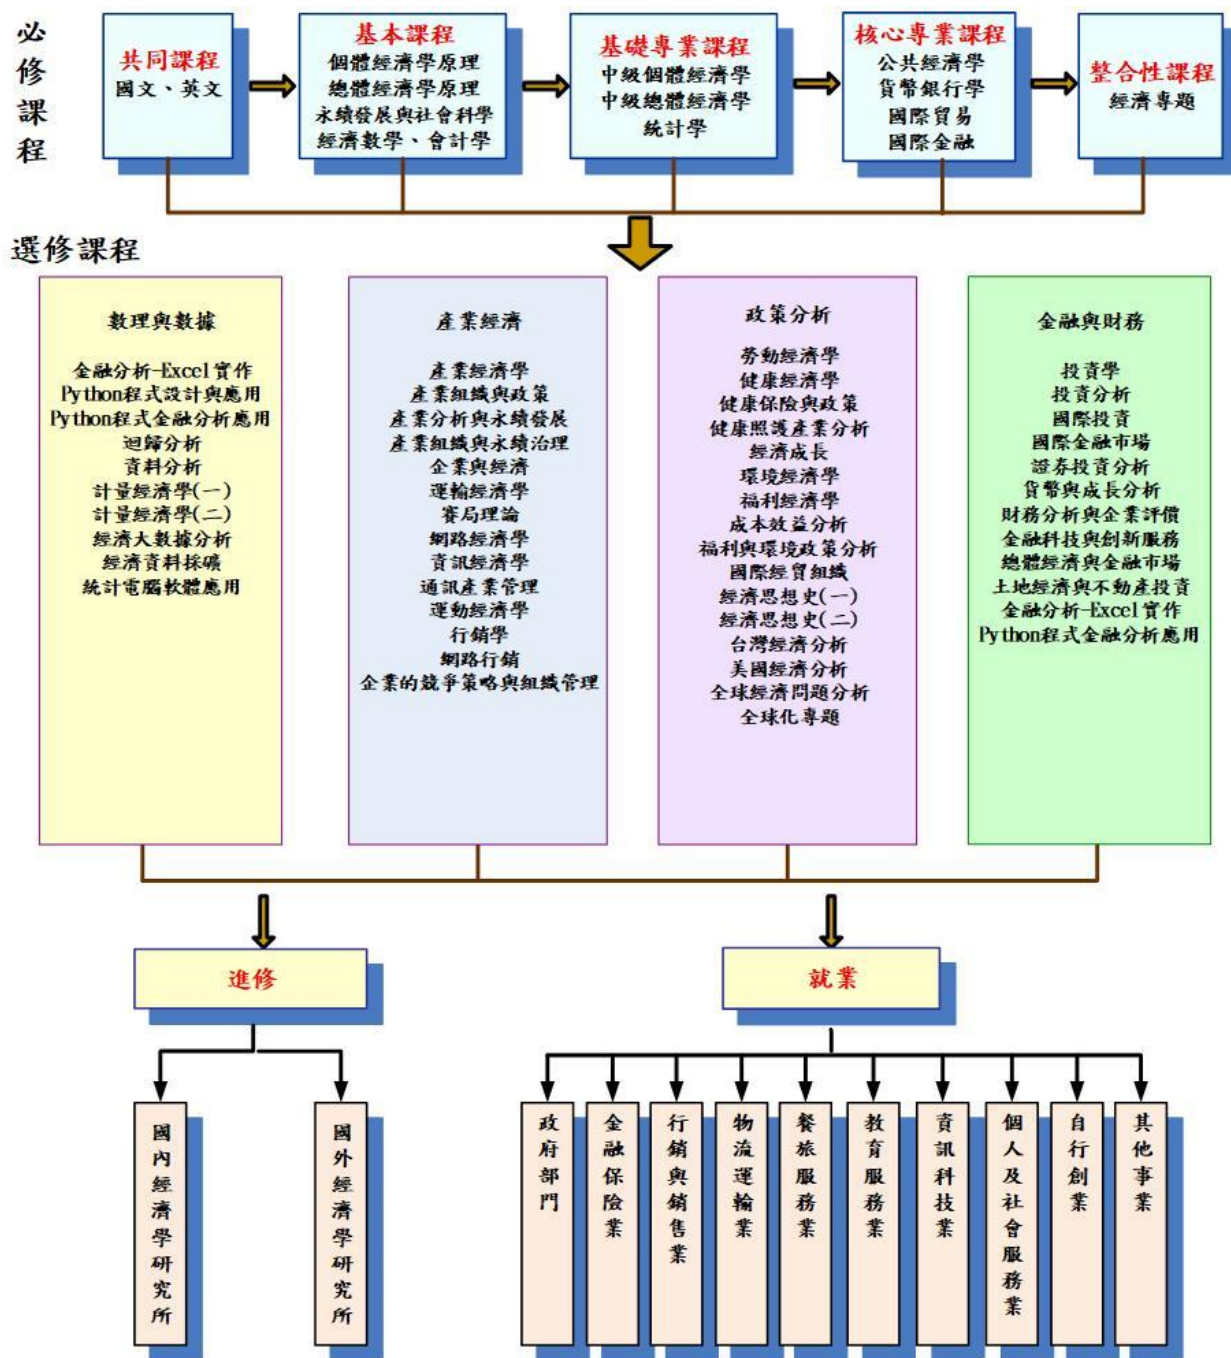 必修課程
共同課程
國文、英文
基本課程
個體經濟學原理
總體經濟學原理
永續發展與社會科學
經濟數學、會計學
基礎專業課程
中級個體經濟學
中級總體經濟學
統計學
核心專業課程
公共經濟學
貨幣銀行學
國際貿易
國際金融
整合性課程
經濟專題
選修課程
數理與數據
金融分析-Excel實作
Python程式設計與應用
Python程式金融分析應用
迴歸分析
資料分析
計量經濟學(一)
計量經濟學(二)
經濟大數據分析
經濟資料採礦
統計電腦軟體應用
產業經濟
產業經濟學
產業組織與政策
產業分析與永續發展
產業組織與永續治理
企業與經濟
運輸經濟學
賽局理論
網路經濟學
資訊經濟學
通訊產業管理
運動經濟學
行銷學
網路行銷
企業的競爭策略與組織管理
政策分析
勞動經濟學
健康經濟學
健康保險與政策
健康照護產業分析
經濟成長
環境經濟學
福利經濟學
成本效益分析
福利與環境政策分析
國際經貿組織
經濟思想史(一)
經濟思想史(二)
台灣經濟分析
美國經濟分析
全球經濟問題分析
全球化專題
金融與財務
投資學
投資分析
國際投資
國際金融市場
證券投資分析
貨幣與成長分析
財務分析與企業評價
金融科技與創新服務
總體經濟與金融市場
土地經濟與不動產投資
金融分析-Excel實作
Python程式金融分析應用
進修
就業
國內經濟學研究所
國外經濟學研究所
政府部門
金融保險業
行銷與銷售業
物流運輸業
餐旅服務業
教育服務業
資訊科技業
個人及社會服務業
自行創業
其他事業